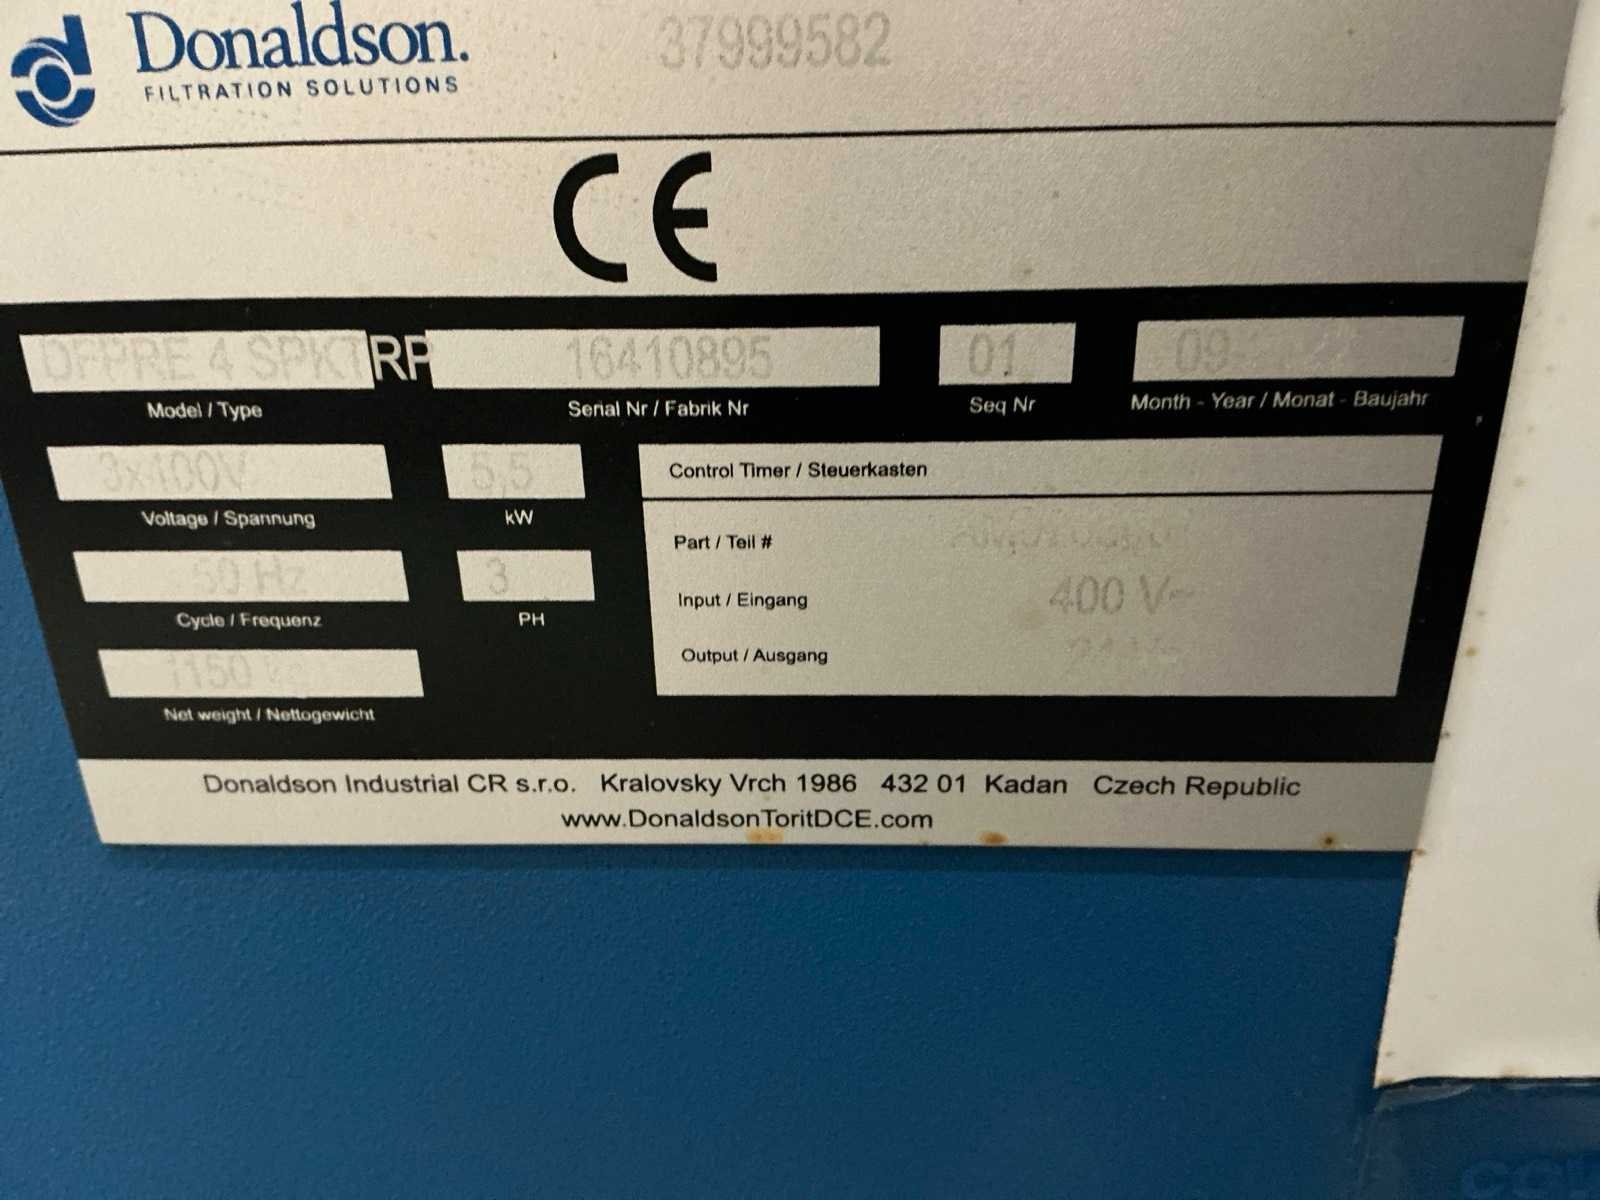 Donaldson.
FILTRATION SOLUTIONS
37999582
CE
DFPRE 4 SPKTRP 16410895 01 09
Model / Type Serial Nr / Fabrik Nr Seq Nr Month - Year / Monat - Baujahr
3x400V 5,5 Control Timer / Steuerkasten
Voltage / Spannung kW
Part / Teil #
50 Hz 3 Input / Eingang 400 V~
Cycle / Frequenz PH
Output / Ausgang
1150 kg
Net weight / Nettogewicht
Donaldson Industrial CR s.r.o. Kralovsky Vrch 1986 432 01 Kadan Czech Republic
www.DonaldsonToritDCE.com